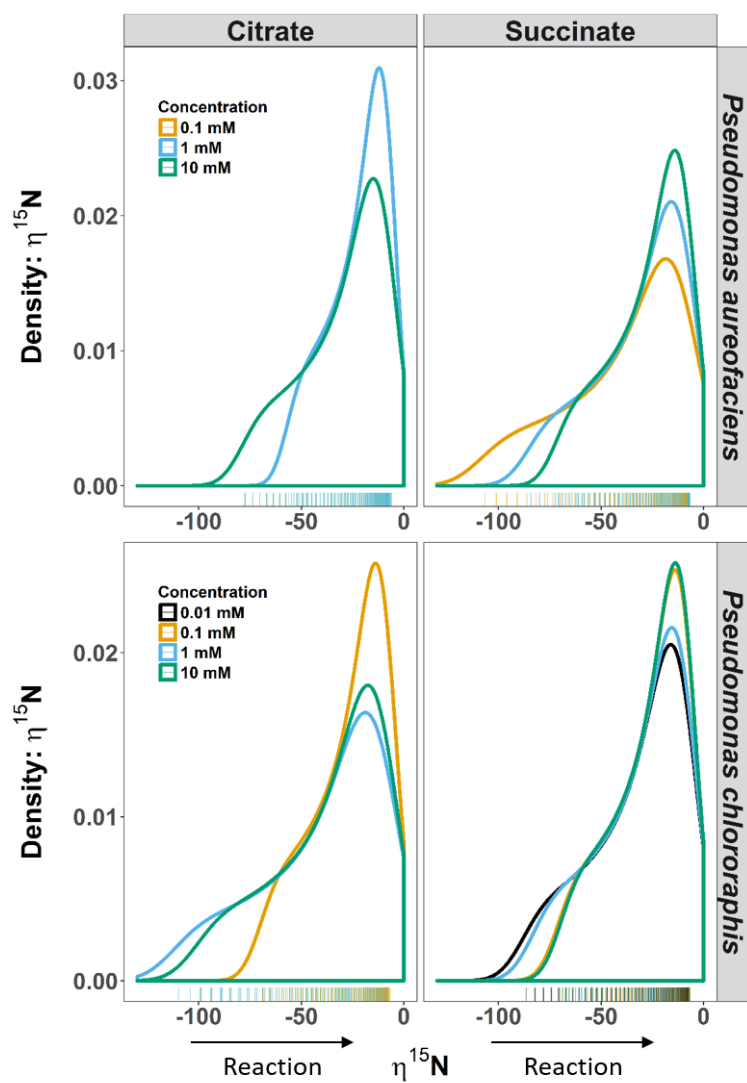 Citrate Succinate
0.03
0.02
0.01
0.00
Density: η¹⁵N
Concentration
0.1 mM
1 mM
10 mM
Pseudomonas aureofaciens
-100 -50 0 -100 -50 0
0.02
0.01
0.00
Density: η¹⁵N
Concentration
0.01 mM
0.1 mM
1 mM
10 mM
Pseudomonas chlororaphis
-100 -50 0 -100 -50 0
Reaction η¹⁵N Reaction